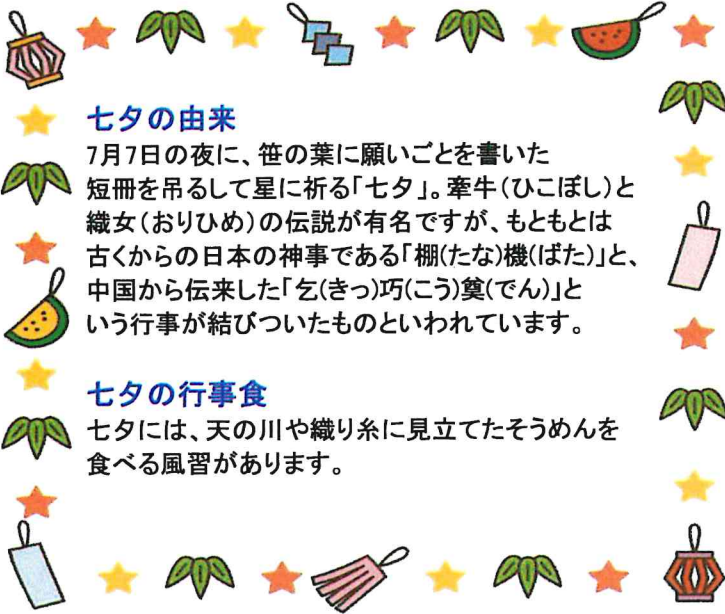 七夕の由来
7月7日の夜に、笹の葉に願いごとを書いた
短冊を吊るして星に祈る「七夕」。牽牛(ひこぼし)と
織女(おりひめ)の伝説が有名ですが、もともとは
古くからの日本の神事である「棚(たな)機(ばた)」と、
中国から伝来した「乞(きっ)巧(こう)奠(でん)」と
いう行事が結びついたものといわれています。
七夕の行事食
七夕には、天の川や織り糸に見立てたそうめんを
食べる風習があります。